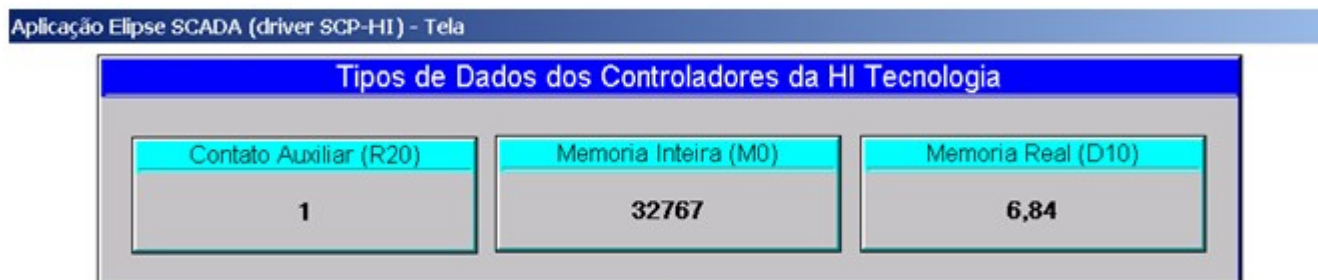 Aplicação Elipse SCADA (driver SCP-HI) - Tela
Tipos de Dados dos Controladores da HI Tecnologia
Contato Auxiliar (R20)
Memoria Inteira (M0)
Memoria Real (D10)
1
32767
6,84